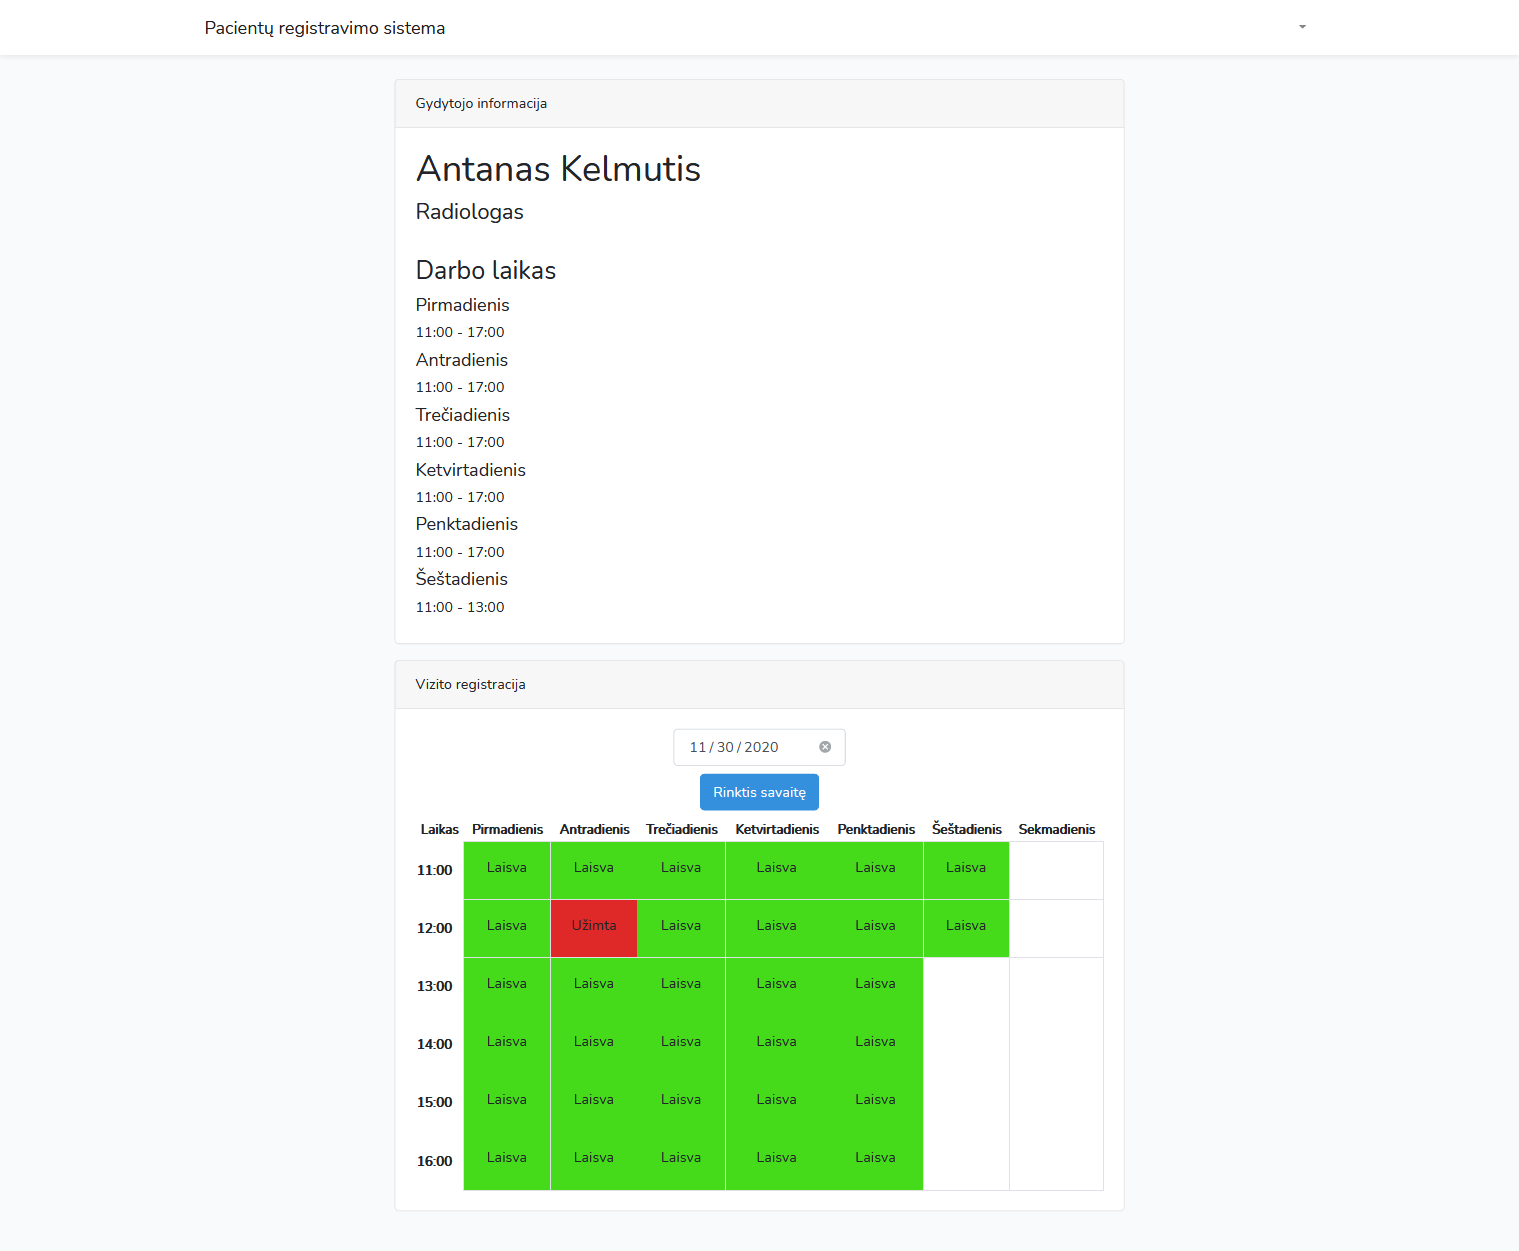 Pacientų registravimo sistema
Gydytojo informacija
Antanas Kelmutis
Radiologas
Darbo laikas
Pirmadienis
11:00 - 17:00
Antradienis
11:00 - 17:00
Trečiadienis
11:00 - 17:00
Ketvirtadienis
11:00 - 17:00
Penktadienis
11:00 - 17:00
Šeštadienis
11:00 - 13:00
Vizito registracija
11 / 30 / 2020
Rinktis savaitę
Laikas Pirmadienis Antradienis Trečiadienis Ketvirtadienis Penktadienis Šeštadienis Sekmadienis
11:00 Laisva Laisva Laisva Laisva Laisva Laisva
12:00 Laisva Užimta Laisva Laisva Laisva Laisva
13:00 Laisva Laisva Laisva Laisva Laisva
14:00 Laisva Laisva Laisva Laisva Laisva
15:00 Laisva Laisva Laisva Laisva Laisva
16:00 Laisva Laisva Laisva Laisva Laisva